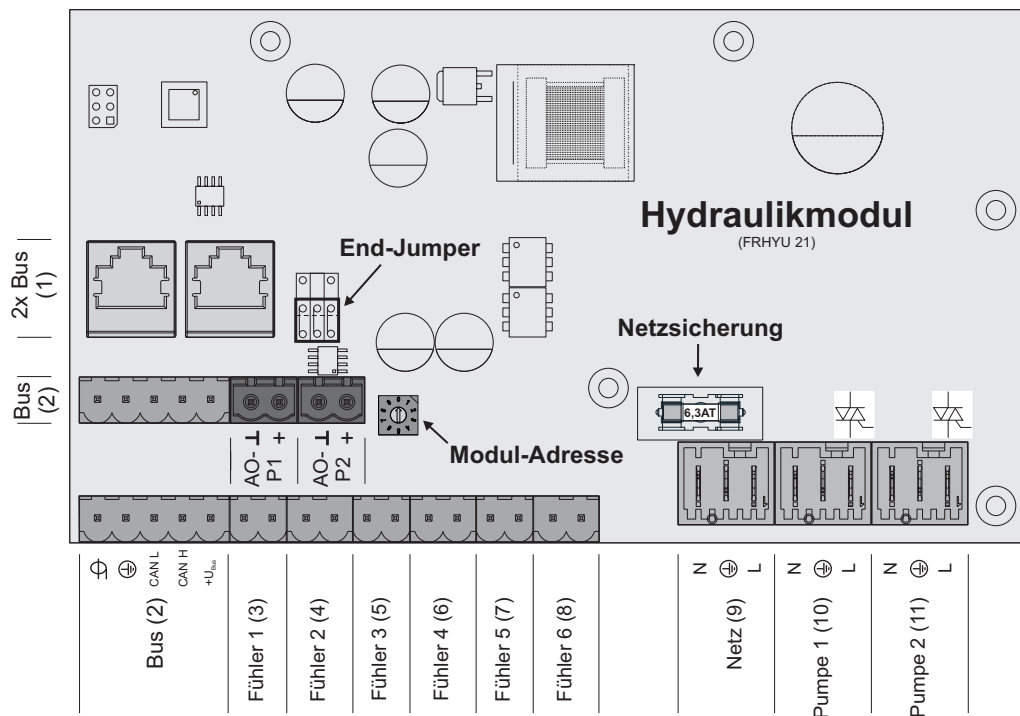 Hydraulikmodul
(FRHYU 21)
End-Jumper
2x Bus
(1)
Netzsicherung
Bus
(2)
6,3AT
AO-
P1
+
AO-
P2
+
Modul-Adresse
CAN L
CAN H
+UBus
N
L
N
L
N
L
Bus (2)
Fühler 1 (3)
Fühler 2 (4)
Fühler 3 (5)
Fühler 4 (6)
Fühler 5 (7)
Fühler 6 (8)
Netz (9)
Pumpe 1 (10)
Pumpe 2 (11)